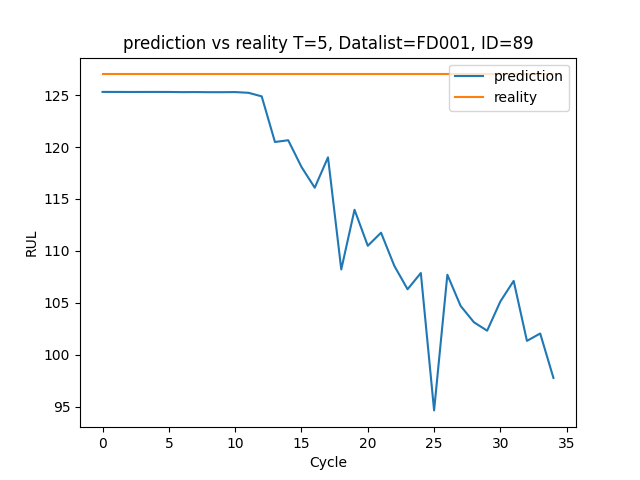 prediction vs reality T=5, Datalist=FD001, ID=89
prediction
reality
125
120
115
110
105
100
95
RUL
0 5 10 15 20 25 30 35
Cycle